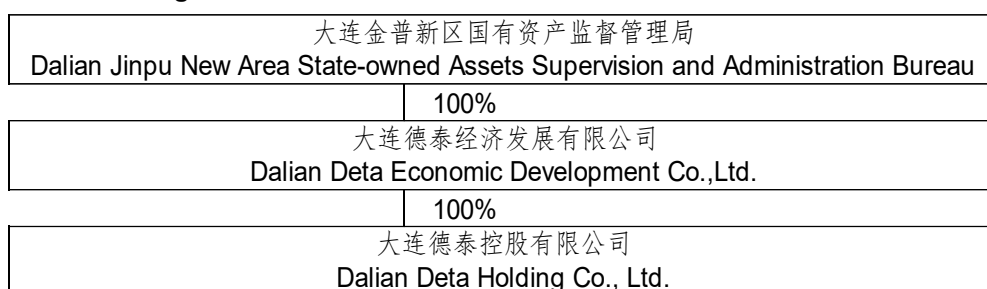 大连金普新区国有资产监督管理局
Dalian Jinpu New Area State-owned Assets Supervision and Administration Bureau
100%
大连德泰经济发展有限公司
Dalian Deta Economic Development Co.,Ltd.
100%
大连德泰控股有限公司
Dalian Deta Holding Co., Ltd.